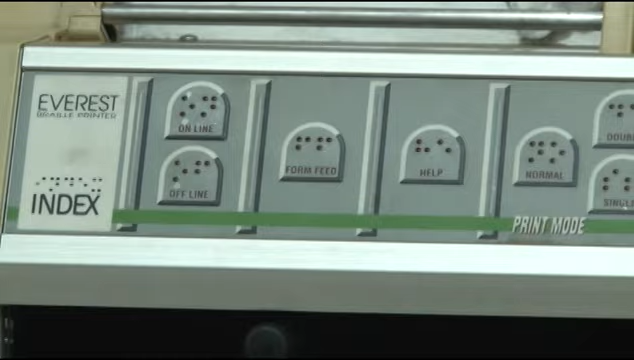 EVEREST
BRAILLE PRINTER
INDEX
ON LINE
OFF LINE
FORM FEED
HELP
NORMAL
PRINT MODE